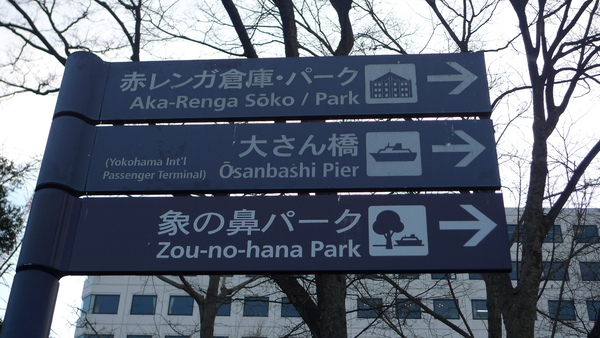 赤レンガ倉庫・パーク
Aka-Renga Sōko / Park
大さん橋
(Yokohama Int'l
Passenger Terminal)
Ōsanbashi Pier
象の鼻パーク
Zou-no-hana Park